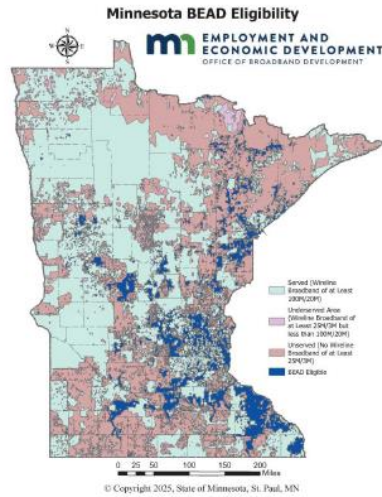 Minnesota BEAD Eligibility
N
W E
S
mn EMPLOYMENT AND
ECONOMIC DEVELOPMENT
OFFICE OF BROADBAND DEVELOPMENT
Served (Wireline
Broadband of at Least
100M/20M)
Underserved Area
(Wireline Broadband of
at Least 25M/3M but
less than 100M/20M)
Unserved (No Wireline
Broadband of at Least
25M/3M)
BEAD Eligible
0 25 50 100 150 200
Miles
© Copyright 2025, State of Minnesota, St. Paul, MN